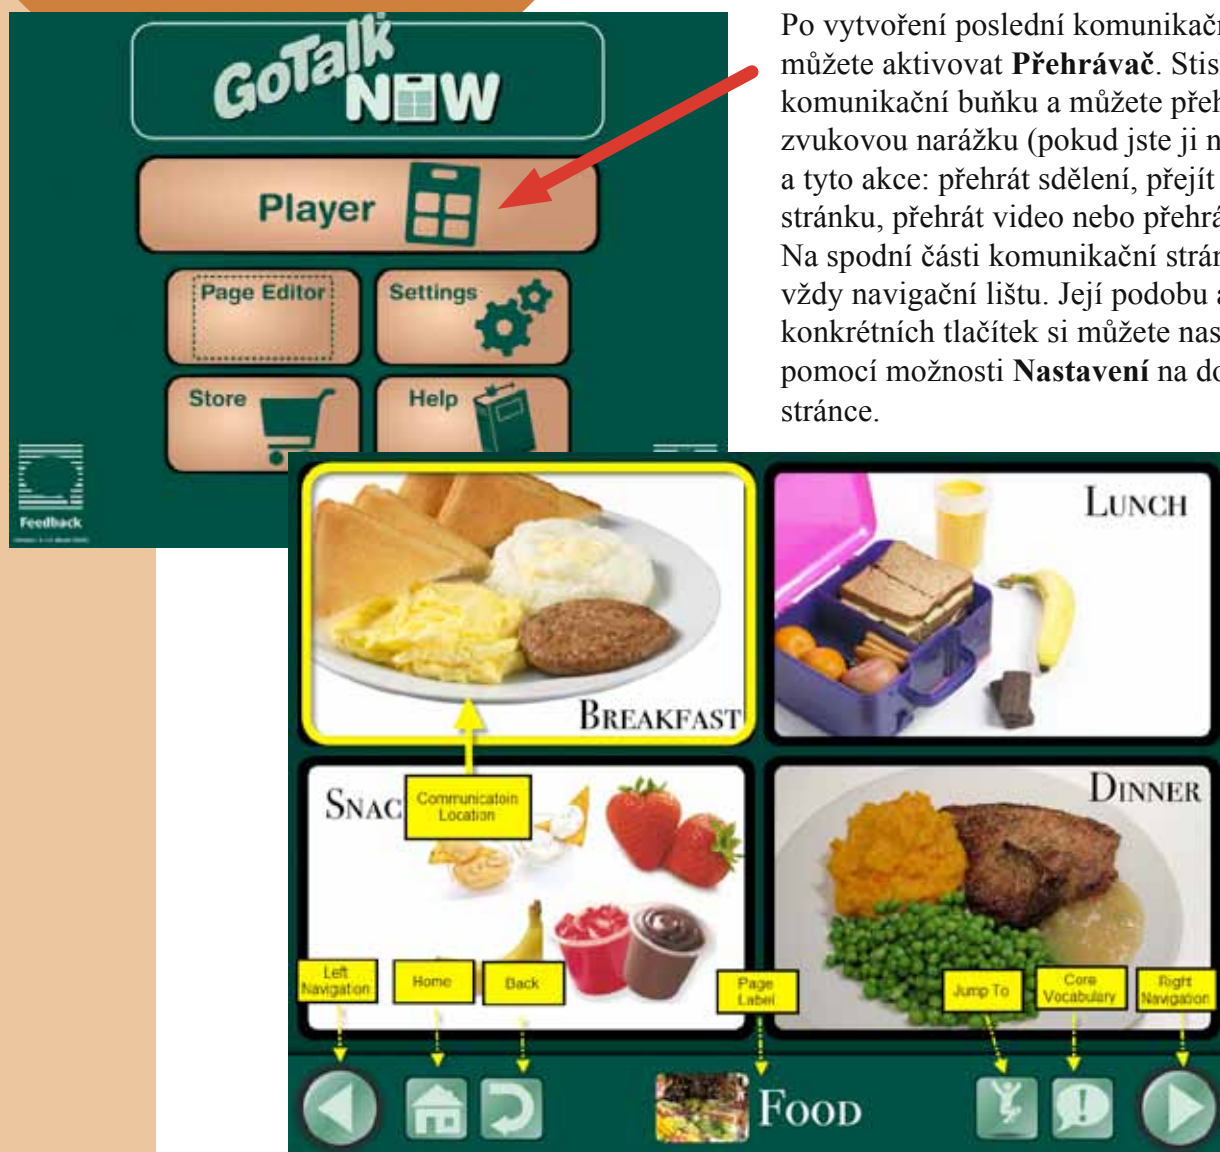 GoTalk
NOW
Player
Page Editor
Settings
Store
Help
Feedback
Po vytvoření poslední komunikačn
můžete aktivovat Přehrávač. Stis
komunikační buňku a můžete přeh
zvukovou narážku (pokud jste ji n
a tyto akce: přehrát sdělení, přejít
stránku, přehrát video nebo přehrá
Na spodní části komunikační strán
vždy navigační lištu. Její podobu a
konkrétních tlačítek si můžete nas
pomocí možnosti Nastavení na do
stránce.
BREAKFAST
LUNCH
SNAC
Communicatoin
Location
DINNER
Left
Navigation
Home
Back
Page
Label
Jump To
Core
Vocabulary
Right
Navigation
FOOD